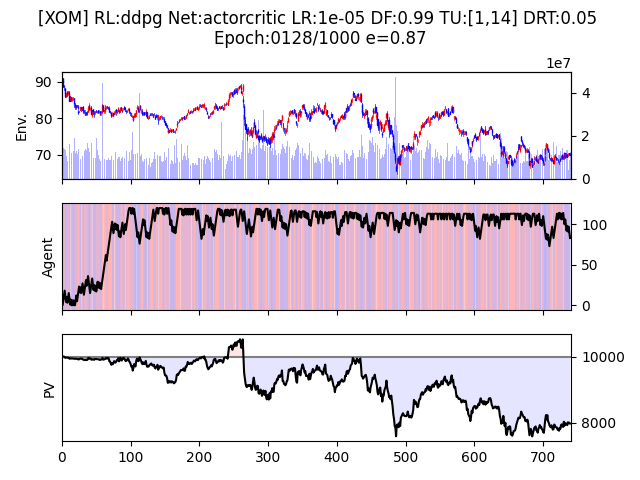 [XOM] RL:ddpg Net:actorcritic LR:1e-05 DF:0.99 TU:[1,14] DRT:0.05
Epoch:0128/1000 e=0.87
1e7
90
80
70
Env.
4
2
0
Agent
100
50
0
PV
10000
8000
0 100 200 300 400 500 600 700